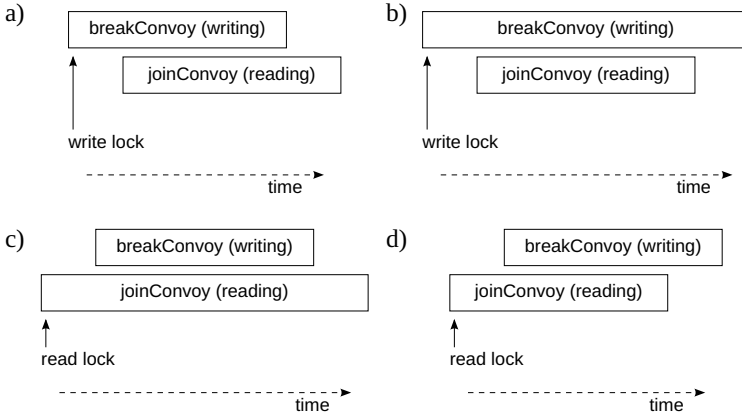 a)
breakConvoy (writing)
joinConvoy (reading)
write lock
time
b)
breakConvoy (writing)
joinConvoy (reading)
write lock
time
c)
breakConvoy (writing)
joinConvoy (reading)
read lock
time
d)
breakConvoy (writing)
joinConvoy (reading)
read lock
time